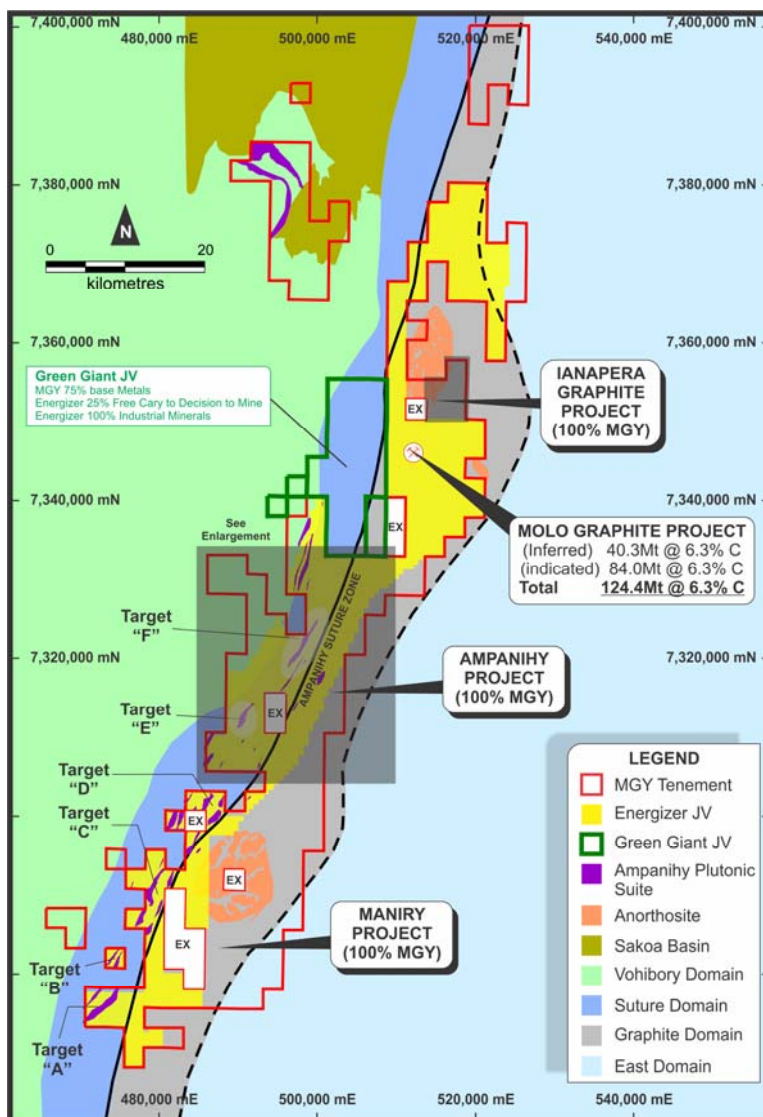 7,400,000 mN
480,000 mE
500,000 mE
520,000 mE
540,000 mE
7,400,000 mN
7,380,000 mN
7,380,000 mN
N
0
20
kilometres
7,360,000 mN
7,360,000 mN
Green Giant JV
MGY 75% base Metals
Energizer 25% Free Cary to Decision to Mine
Energizer 100% Industrial Minerals
IANAPERA
GRAPHITE
PROJECT
(100% MGY)
EX
7,340,000 mN
7,340,000 mN
See
Enlargement
EX
MOLO GRAPHITE PROJECT
(Inferred) 40.3Mt @ 6.3% C
(indicated) 84.0Mt @ 6.3% C
Total 124.4Mt @ 6.3% C
Target
"F"
AMPANIHY SUTURE ZONE
7,320,000 mN
7,320,000 mN
AMPANIHY
PROJECT
(100% MGY)
Target
"E"
EX
Target
"D"
EX
Target
"C"
EX
EX
MANIRY
PROJECT
(100% MGY)
Target
"B"
Target
"A"
LEGEND
MGY Tenement
Energizer JV
Green Giant JV
Ampanihy Plutonic
Suite
Anorthosite
Sakoa Basin
Vohibory Domain
Suture Domain
Graphite Domain
East Domain
480,000 mE
500,000 mE
520,000 mE
540,000 mE